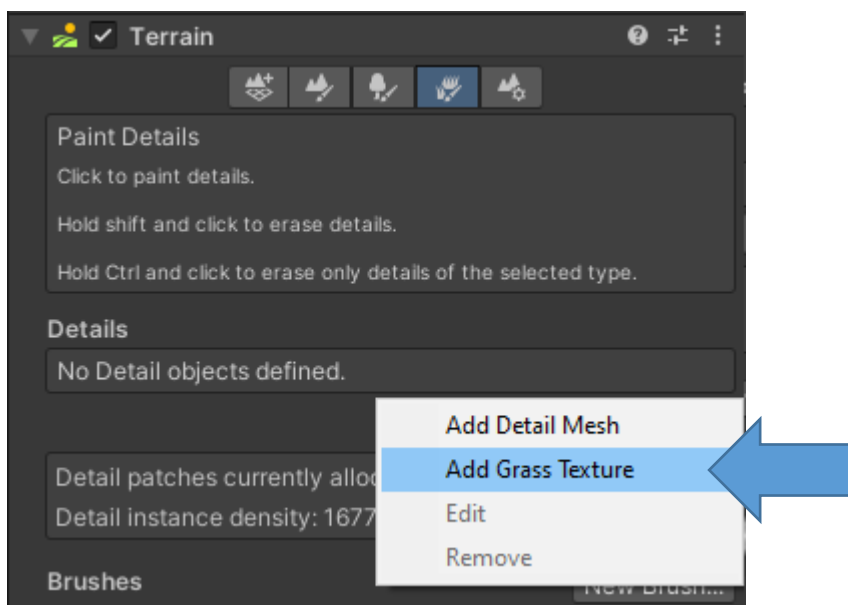 Terrain
Paint Details
Click to paint details.
Hold shift and click to erase details.
Hold Ctrl and click to erase only details of the selected type.
Details
No Detail objects defined.
Add Detail Mesh
Add Grass Texture
Edit
Remove
Detail patches currently
Detail instance density:
Brushes
New Brush...